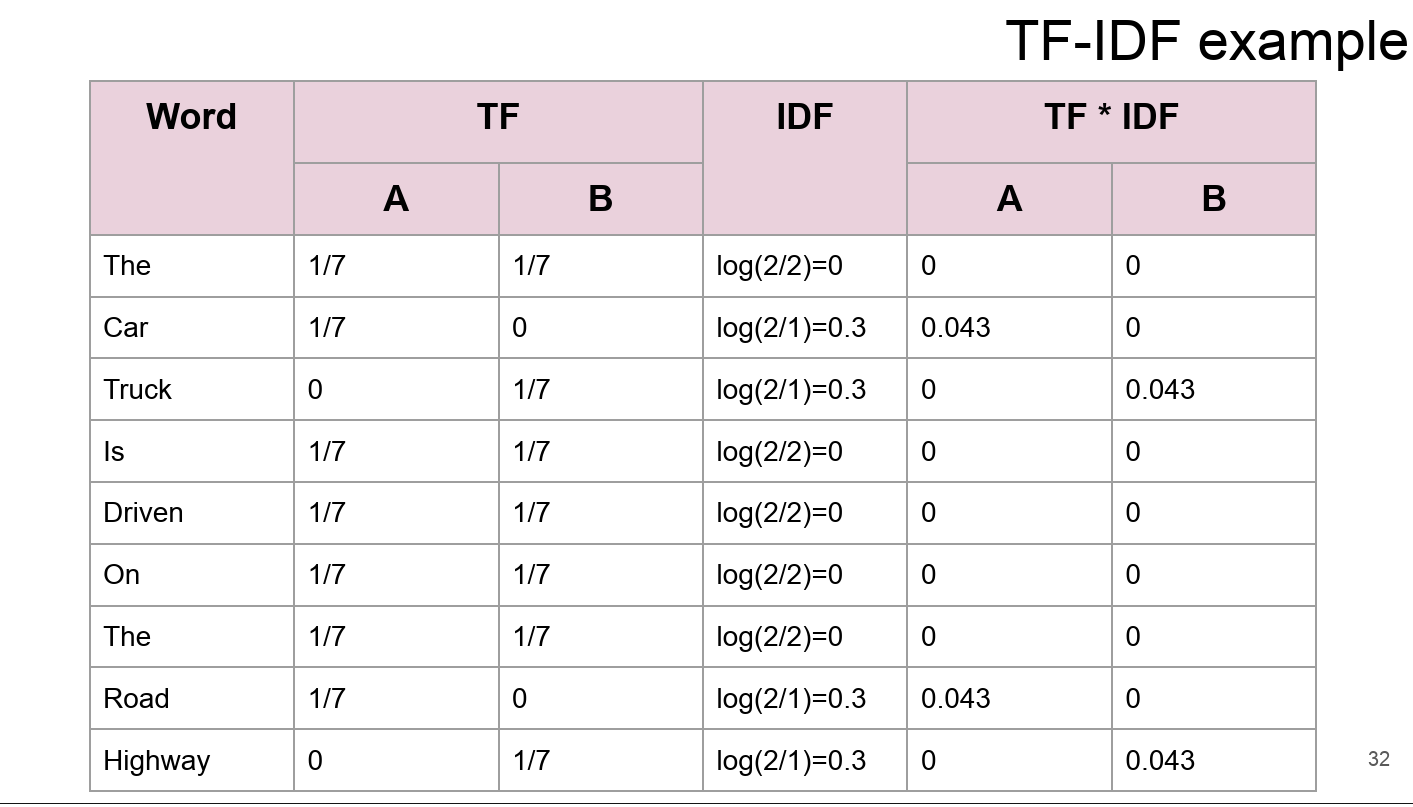 TF-IDF example
Word TF IDF TF * IDF
A B A B
The 1/7 1/7 log(2/2)=0 0 0
Car 1/7 0 log(2/1)=0.3 0.043 0
Truck 0 1/7 log(2/1)=0.3 0 0.043
Is 1/7 1/7 log(2/2)=0 0 0
Driven 1/7 1/7 log(2/2)=0 0 0
On 1/7 1/7 log(2/2)=0 0 0
The 1/7 1/7 log(2/2)=0 0 0
Road 1/7 0 log(2/1)=0.3 0.043 0
Highway 0 1/7 log(2/1)=0.3 0 0.043
32